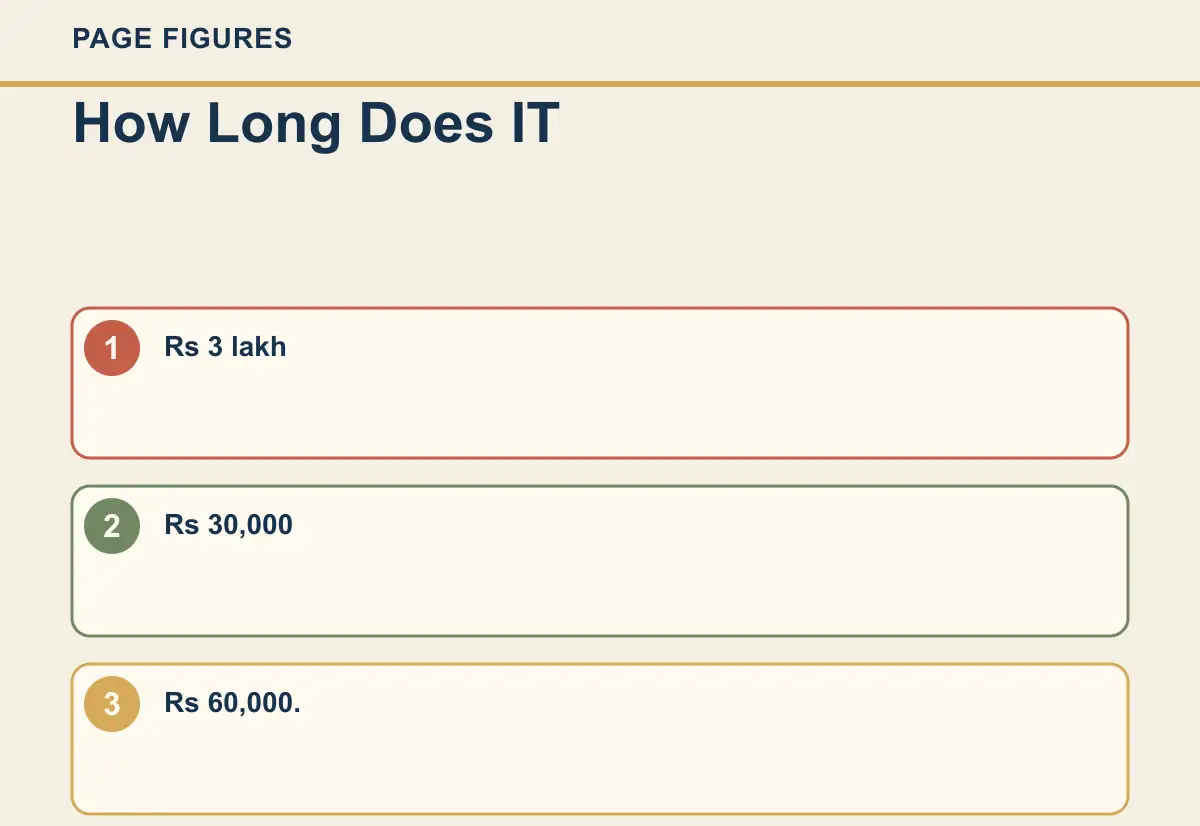 PAGE FIGURES
How Long Does IT
1 Rs 3 lakh
2 Rs 30,000
3 Rs 60,000.